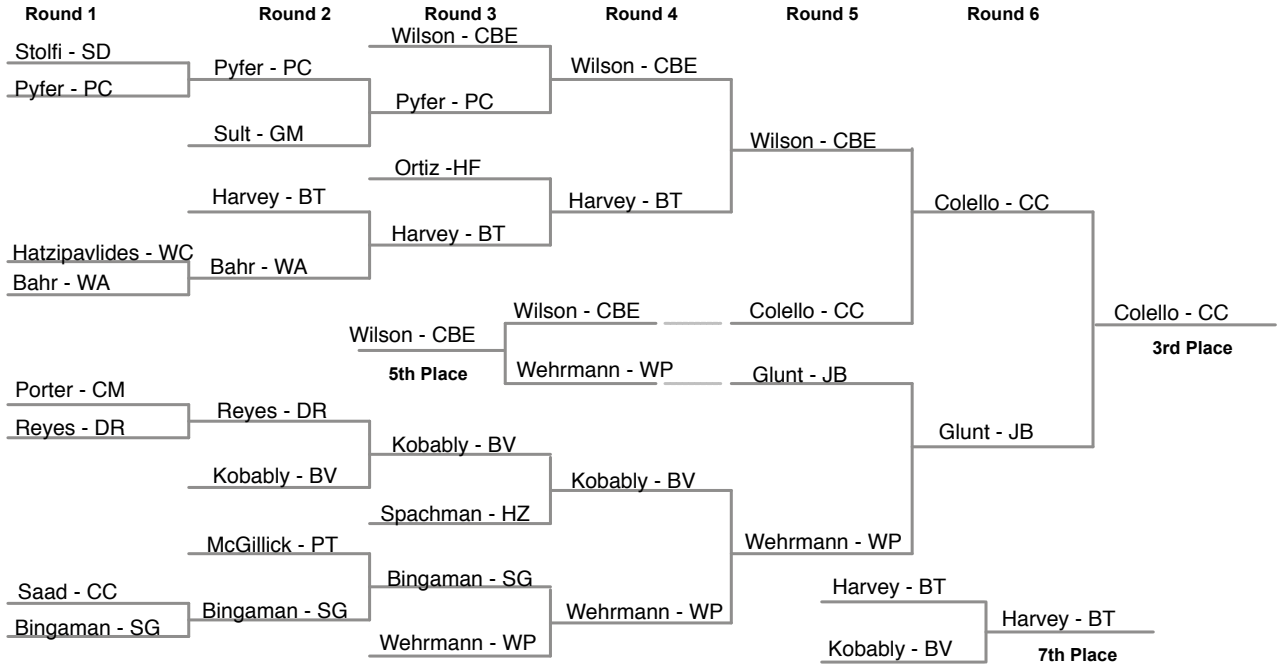 Round 1 Round 2 Round 3 Round 4 Round 5 Round 6
Wilson - CBE
Stolfi - SD
Pyfer - PC
Wilson - CBE
Pyfer - PC
Pyfer - PC
Sult - GM
Wilson - CBE
Ortiz -HF
Harvey - BT
Harvey - BT
Colello - CC
Harvey - BT
Hatzipavlides - WC
Bahr - WA
Bahr - WA
Wilson - CBE
Colello - CC
Colello - CC
Wilson - CBE
3rd Place
5th Place
Wehrmann - WP
Glunt - JB
Porter - CM
Reyes - DR
Reyes - DR
Glunt - JB
Kobably - BV
Kobably - BV
Kobably - BV
Spachman - HZ
McGillick - PT
Wehrmann - WP
Bingaman - SG
Saad - CC
Harvey - BT
Bingaman - SG
Wehrmann - WP
Harvey - BT
Bingaman - SG
Wehrmann - WP
Kobably - BV
7th Place